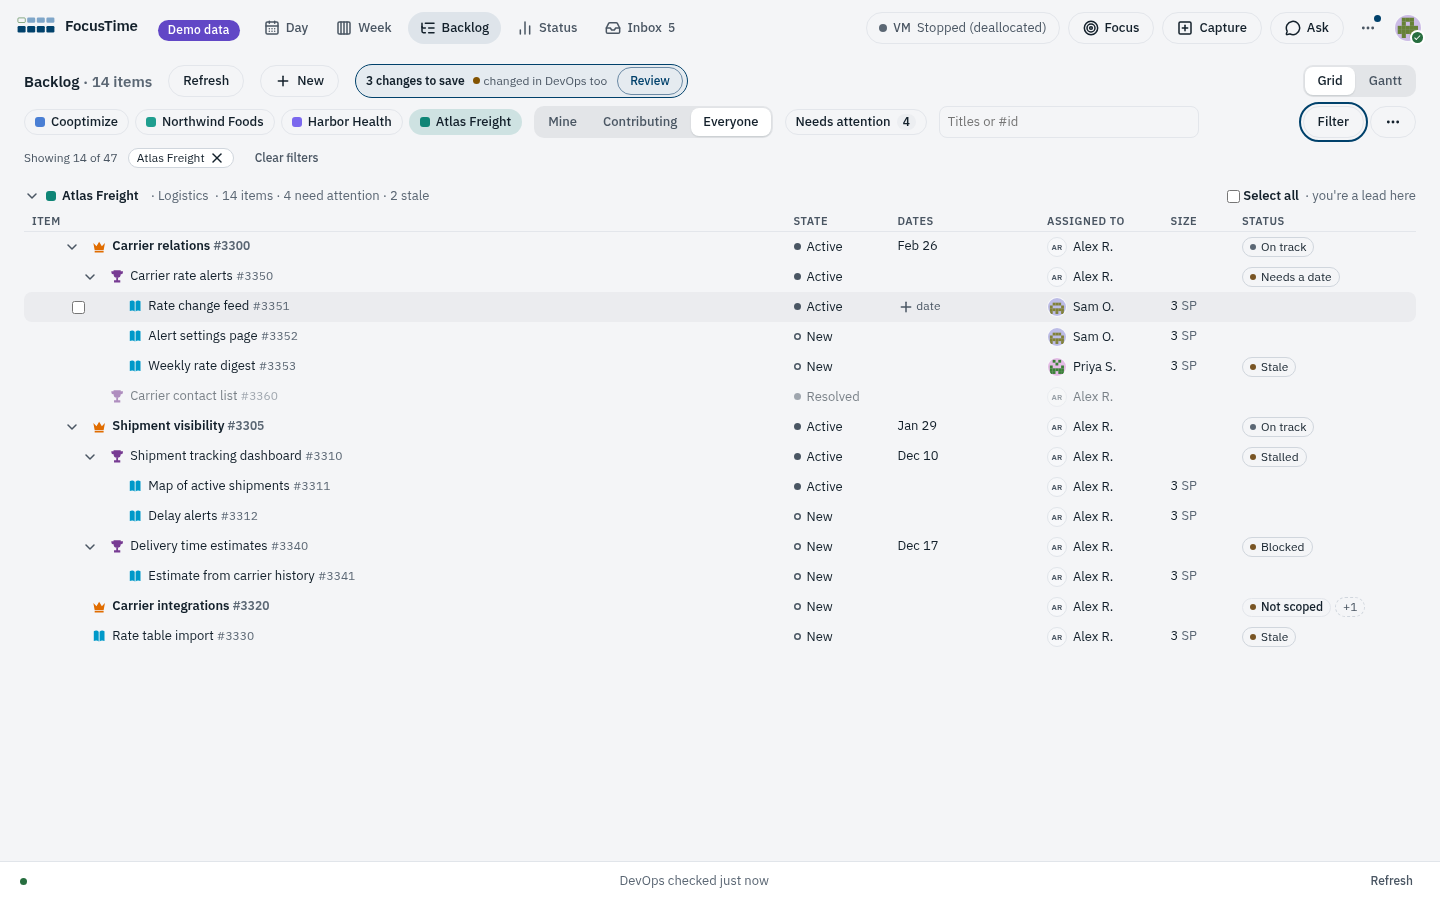 FocusTime Demo data Day Week Backlog Status Inbox 5 VM Stopped (deallocated) Focus Capture Ask
Backlog · 14 items Refresh New 3 changes to save changed in DevOps too Review Grid Gantt
Cooptimize Northwind Foods Harbor Health Atlas Freight Mine Contributing Everyone Needs attention 4 Titles or #id Filter
Showing 14 of 47 Atlas Freight Clear filters
Atlas Freight · Logistics · 14 items · 4 need attention · 2 stale Select all · you're a lead here
ITEM STATE DATES ASSIGNED TO SIZE STATUS
Carrier relations #3300 Active Feb 26 AR Alex R. On track
Carrier rate alerts #3350 Active AR Alex R. Needs a date
Rate change feed #3351 Active + date Sam O. 3 SP
Alert settings page #3352 New Sam O. 3 SP
Weekly rate digest #3353 New Priya S. 3 SP Stale
Carrier contact list #3360 Resolved AR Alex R.
Shipment visibility #3305 Active Jan 29 AR Alex R. On track
Shipment tracking dashboard #3310 Active Dec 10 AR Alex R. Stalled
Map of active shipments #3311 Active AR Alex R. 3 SP
Delay alerts #3312 New AR Alex R. 3 SP
Delivery time estimates #3340 New Dec 17 AR Alex R. Blocked
Estimate from carrier history #3341 New AR Alex R. 3 SP
Carrier integrations #3320 New AR Alex R. Not scoped +1
Rate table import #3330 New AR Alex R. 3 SP Stale
DevOps checked just now Refresh